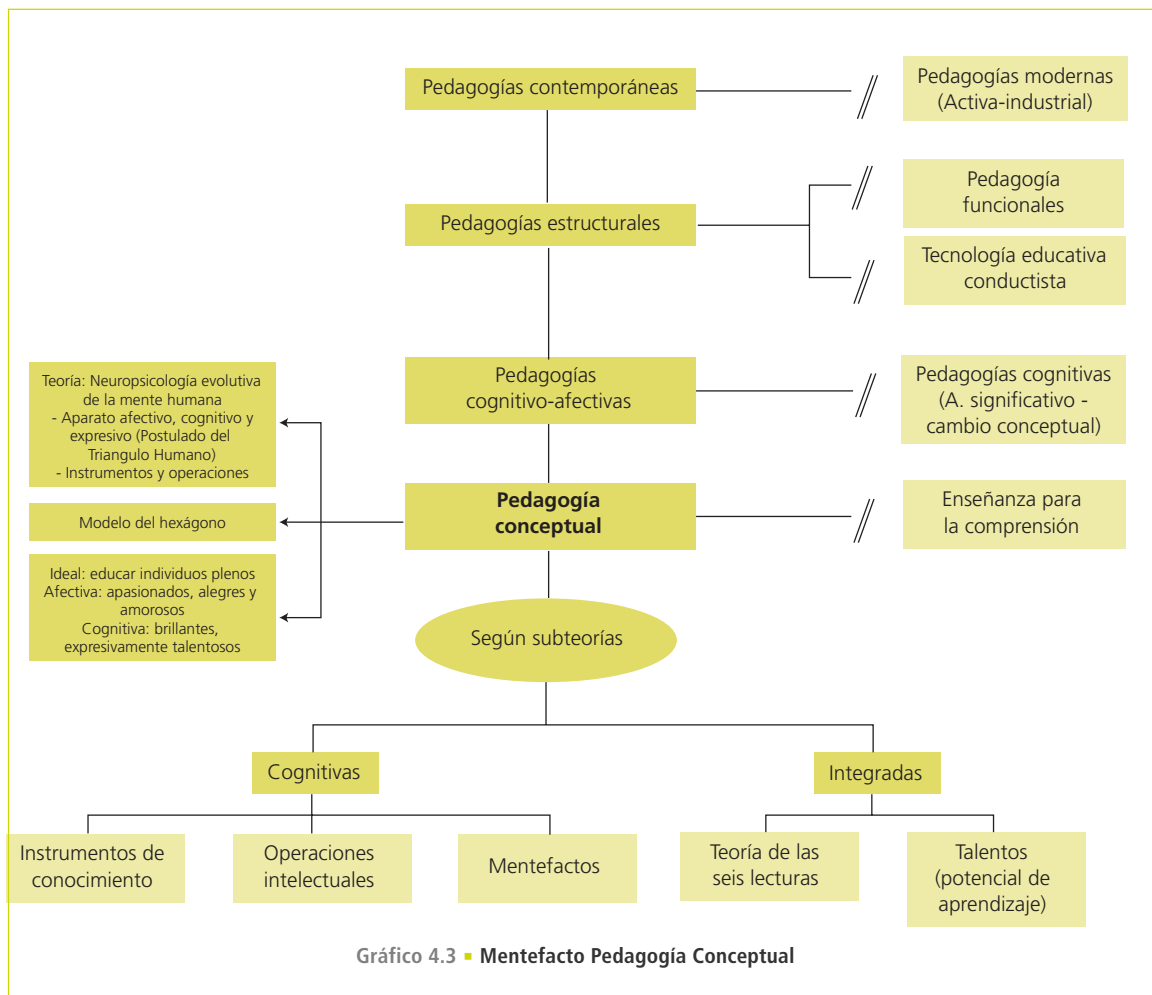 Pedagogías contemporáneas
Pedagogías modernas
(Activa-industrial)
Pedagogías estructurales
Pedagogía
funcionales
Tecnología educativa
conductista
Pedagogías
cognitivo-afectivas
Pedagogías cognitivas
(A. significativo -
cambio conceptual)
Teoría: Neuropsicología evolutiva
de la mente humana
- Aparato afectivo, cognitivo y
expresivo (Postulado del
Triangulo Humano)
- Instrumentos y operaciones
Modelo del hexágono
Ideal: educar individuos plenos
Afectiva: apasionados, alegres y
amorosos
Cognitiva: brillantes,
expresivamente talentosos
Pedagogía
conceptual
Enseñanza para
la comprensión
Según subteorías
Cognitivas
Integradas
Instrumentos de
conocimiento
Operaciones
intelectuales
Mentefactos
Teoría de las
seis lecturas
Talentos
(potencial de
aprendizaje)
Gráfico 4.3 ▪ Mentefacto Pedagogía Conceptual